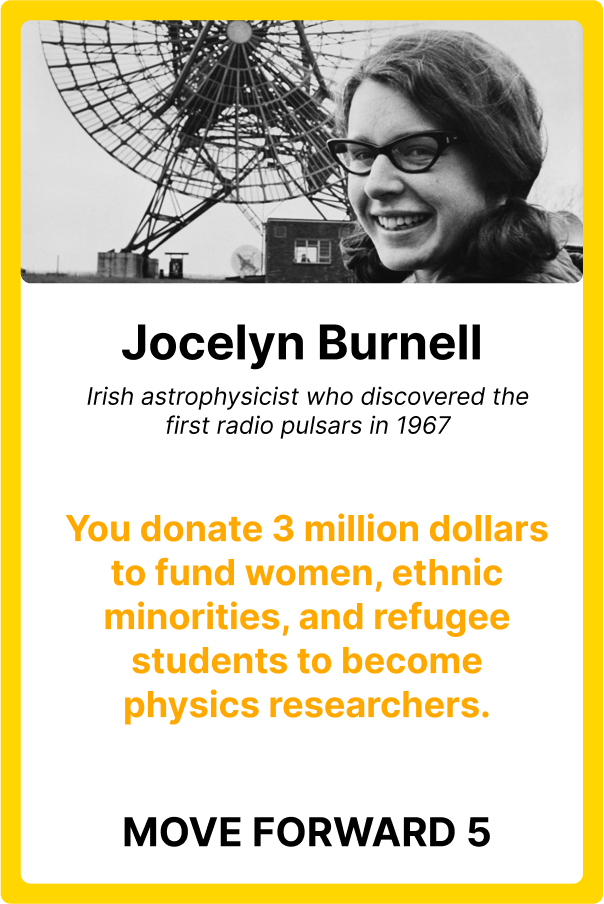 Jocelyn Burnell
Irish astrophysicist who discovered the
first radio pulsars in 1967
You donate 3 million dollars
to fund women, ethnic
minorities, and refugee
students to become
physics researchers.
MOVE FORWARD 5